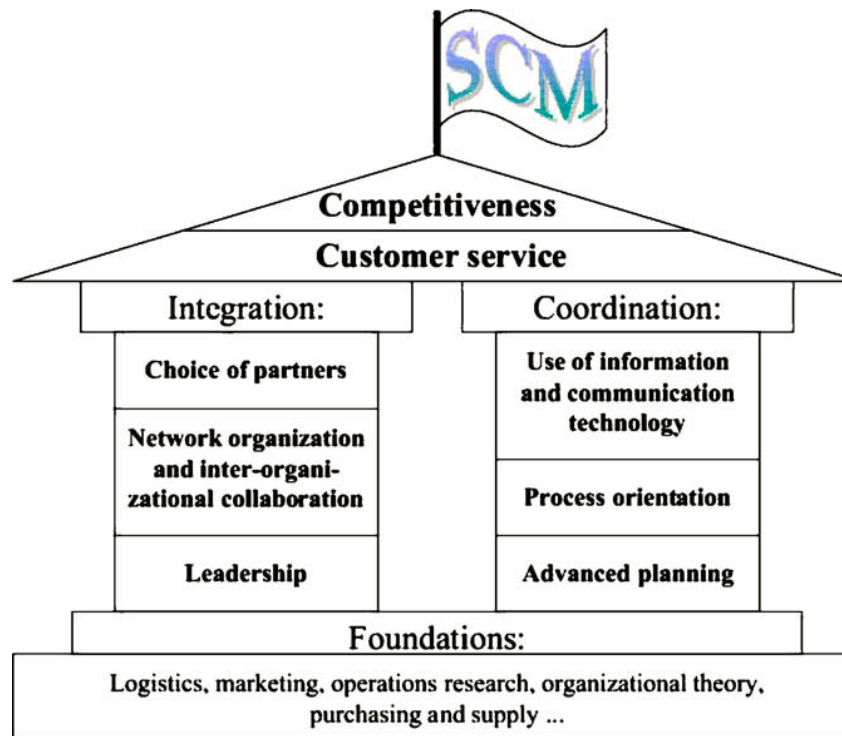 SCM
Competitiveness
Customer service
Integration:
Choice of partners
Network organization
and inter-organi-
zational collaboration
Leadership
Coordination:
Use of information
and communication
technology
Process orientation
Advanced planning
Foundations:
Logistics, marketing, operations research, organizational theory,
purchasing and supply ...